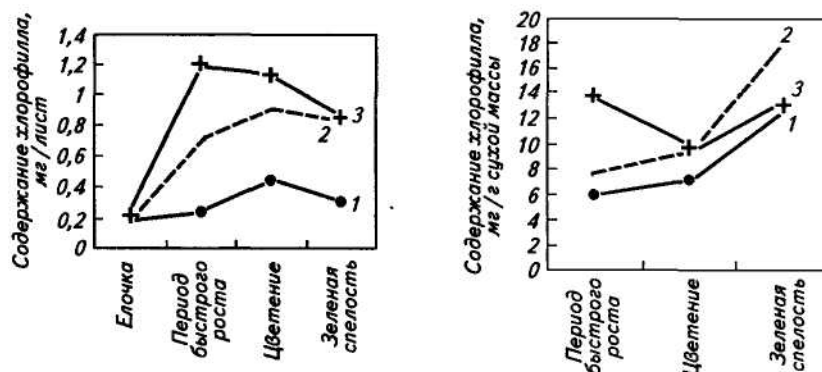 Содержание хлорофилла,
мг/лист
1,4
1,2
1
0,8
0,6
0,4
0,2
0
3
2
1
Елочка
Период
быстрого
роста
Цветение
Зеленая
спелость
Содержание хлорофилла,
мг/г сухой массы
20
18
16
14
12
10
8
6
4
2
0
2
3
1
Период
быстрого
роста
Цветение
Зеленая
спелость